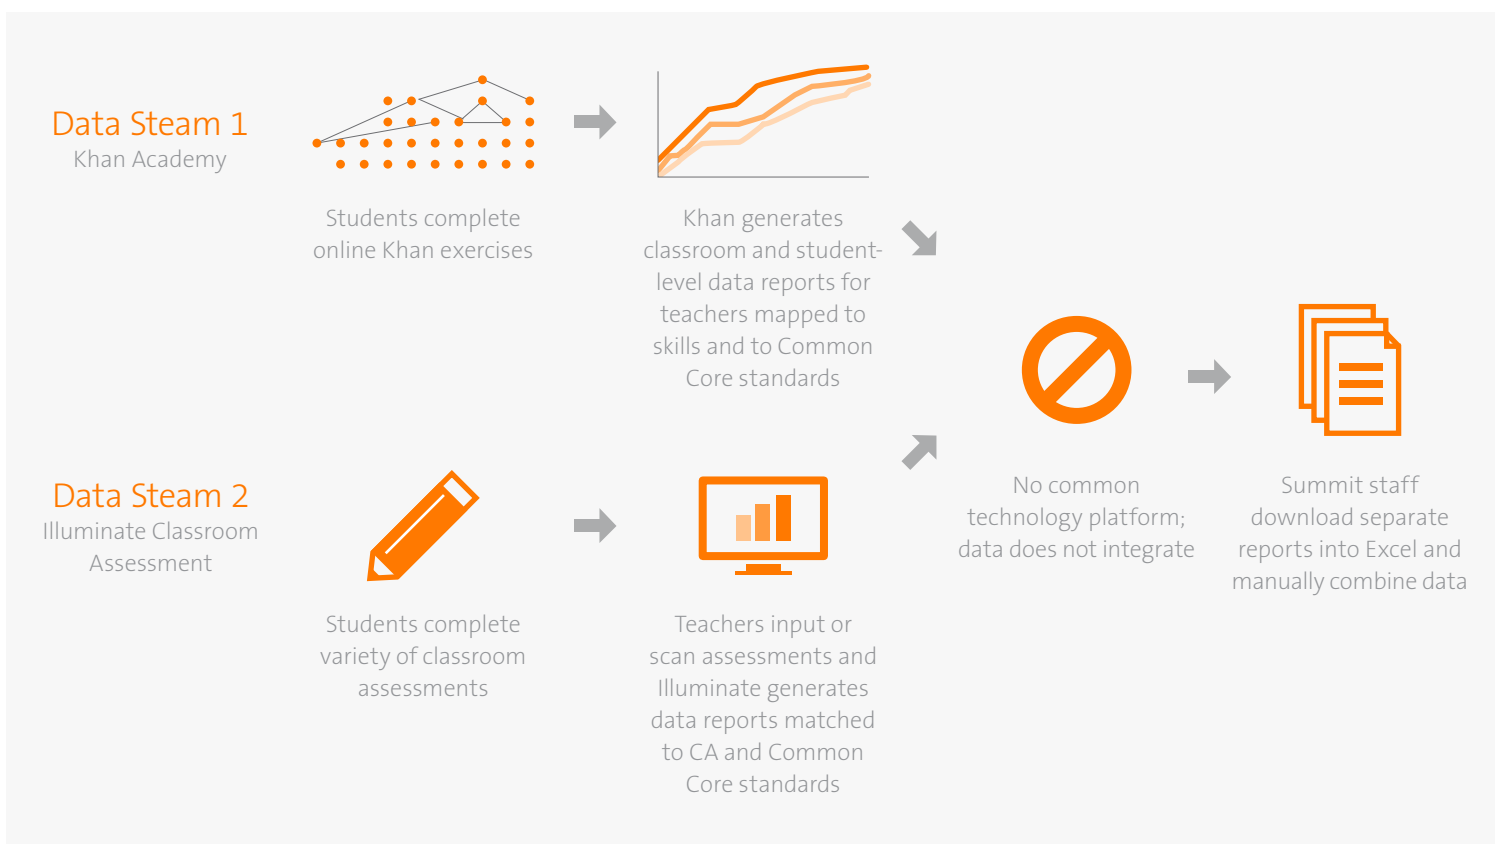 Data Steam 1
Khan Academy
Students complete
online Khan exercises
Khan generates
classroom and student-
level data reports for
teachers mapped to
skills and to Common
Core standards
Data Steam 2
Illuminate Classroom
Assessment
Students complete
variety of classroom
assessments
Teachers input or
scan assessments and
Illuminate generates
data reports matched
to CA and Common
Core standards
No common
technology platform;
data does not integrate
Summit staff
download separate
reports into Excel and
manually combine data